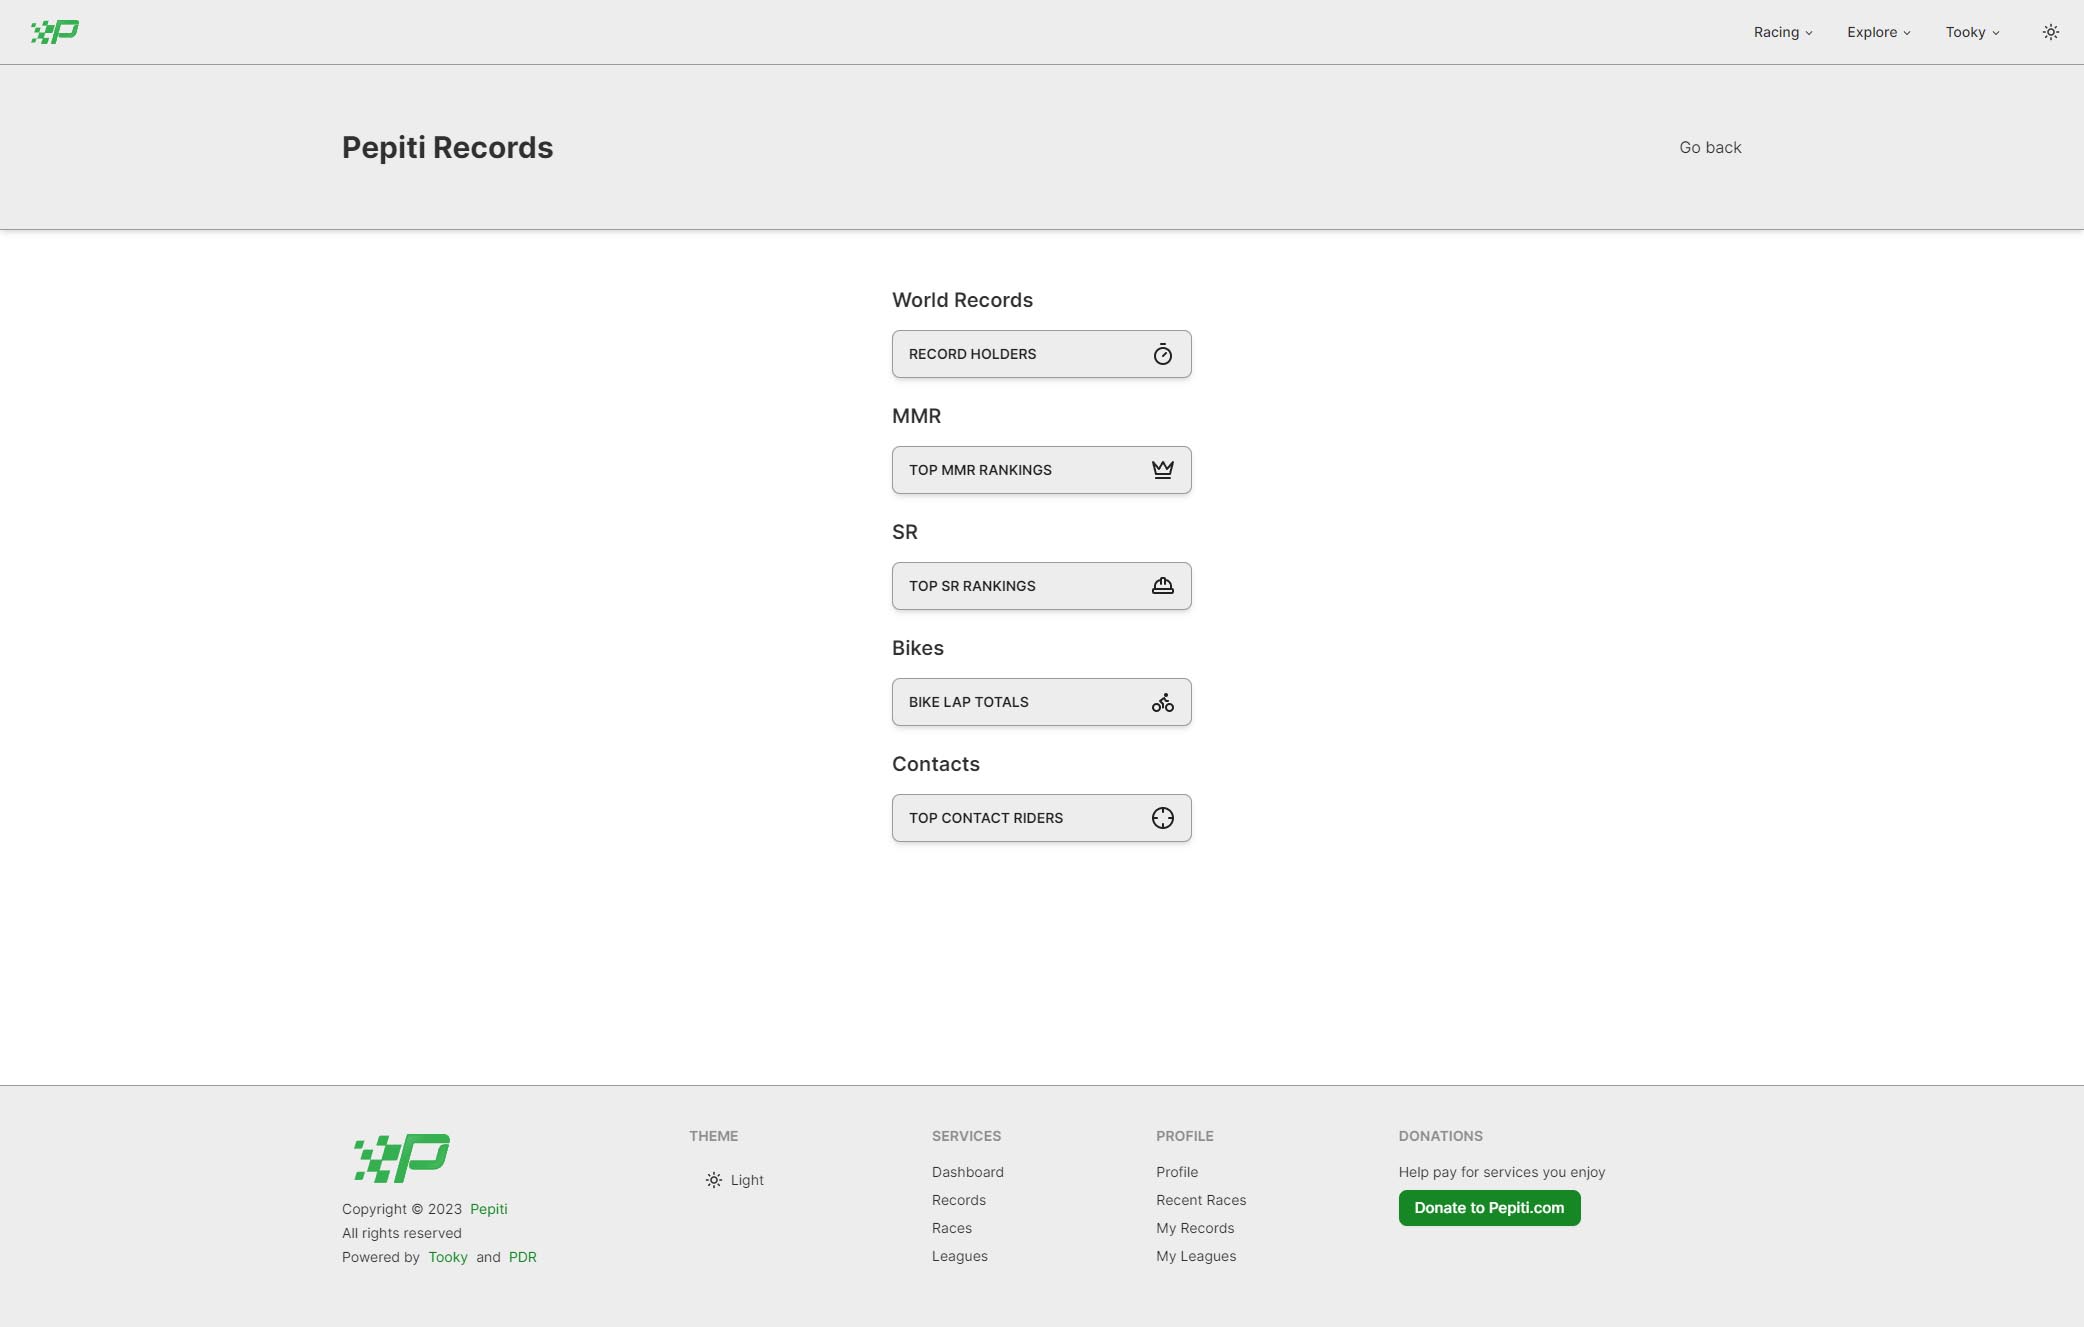 Racing
Explore
Tooky
Pepiti Records
Go back
World Records
RECORD HOLDERS
MMR
TOP MMR RANKINGS
SR
TOP SR RANKINGS
Bikes
BIKE LAP TOTALS
Contacts
TOP CONTACT RIDERS
Copyright © 2023 Pepiti
All rights reserved
Powered by Tooky and PDR
THEME
Light
SERVICES
Dashboard
Records
Races
Leagues
PROFILE
Profile
Recent Races
My Records
My Leagues
DONATIONS
Help pay for services you enjoy
Donate to Pepiti.com